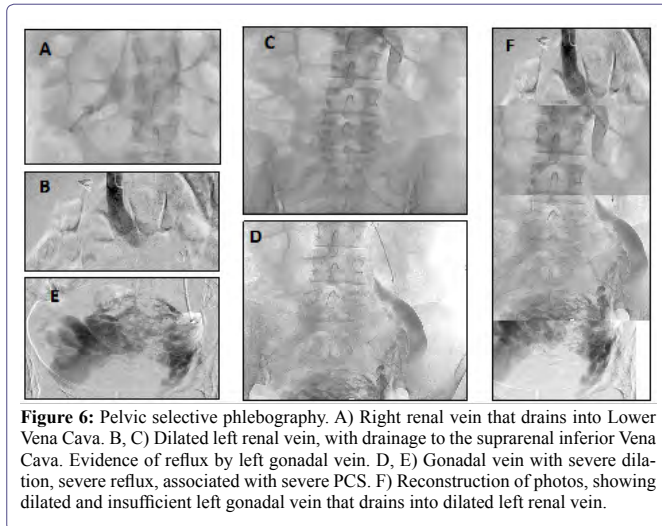 A
B
E
C
D
F
Figure 6: Pelvic selective phlebography. A) Right renal vein that drains into Lower
Vena Cava. B, C) Dilated left renal vein, with drainage to the suprarenal inferior Vena
Cava. Evidence of reflux by left gonadal vein. D, E) Gonadal vein with severe dila-
tion, severe reflux, associated with severe PCS. F) Reconstruction of photos, showing
dilated and insufficient left gonadal vein that drains into dilated left renal vein.